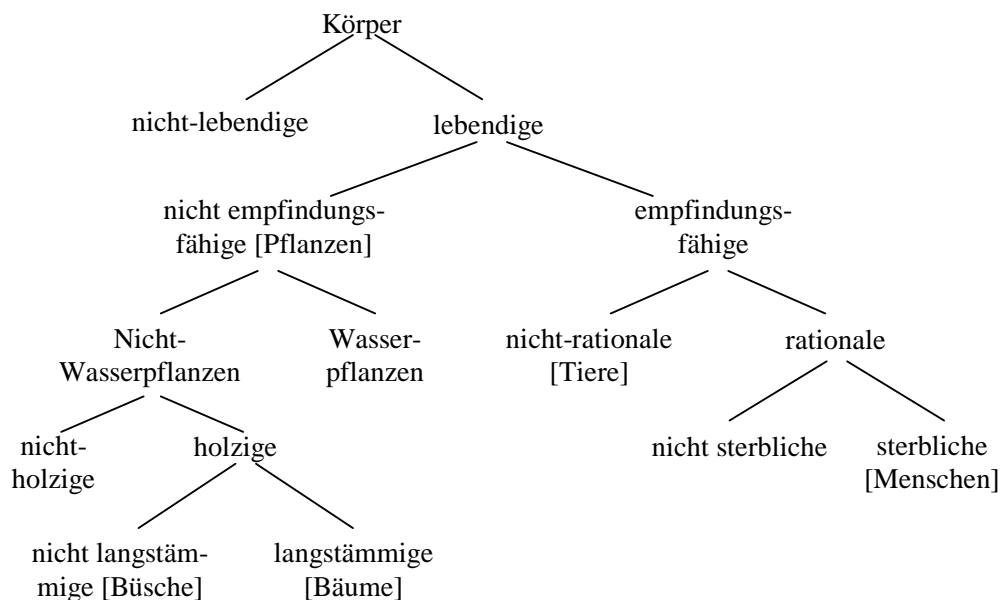 Körper
nicht-lebendige
lebendige
nicht empfindungs-
fähige [Pflanzen]
empfindungs-
fähige
Nicht-
Wasserpflanzen
Wasser-
pflanzen
nicht-rationale
[Tiere]
rationale
nicht-
holzige
holzige
nicht sterbliche
sterbliche
[Menschen]
nicht langstäm-
mige [Büsche]
langstämmige
[Bäume]